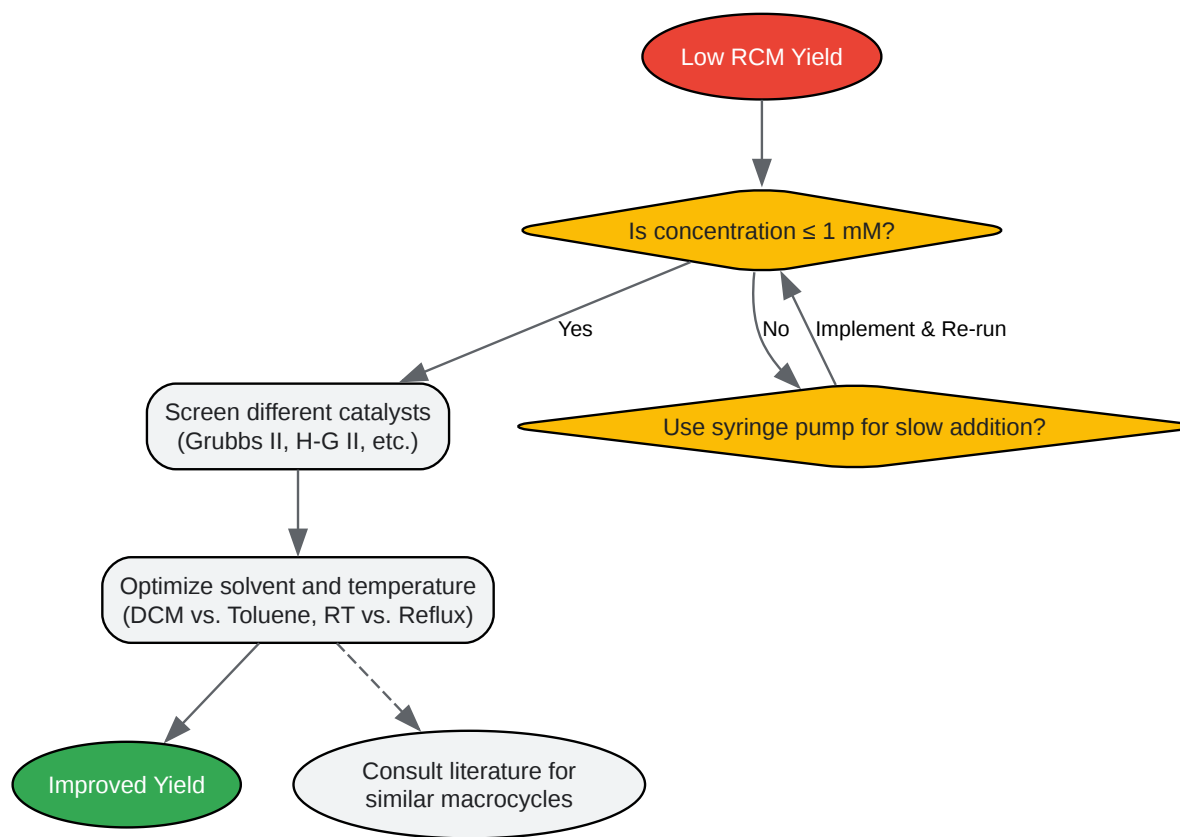 Low RCM Yield
Is concentration ≤ 1 mM?
Yes
No
Implement & Re-run
Screen different catalysts
(Grubbs II, H-G II, etc.)
Use syringe pump for slow addition?
Optimize solvent and temperature
(DCM vs. Toluene, RT vs. Reflux)
Improved Yield
Consult literature for
similar macrocycles